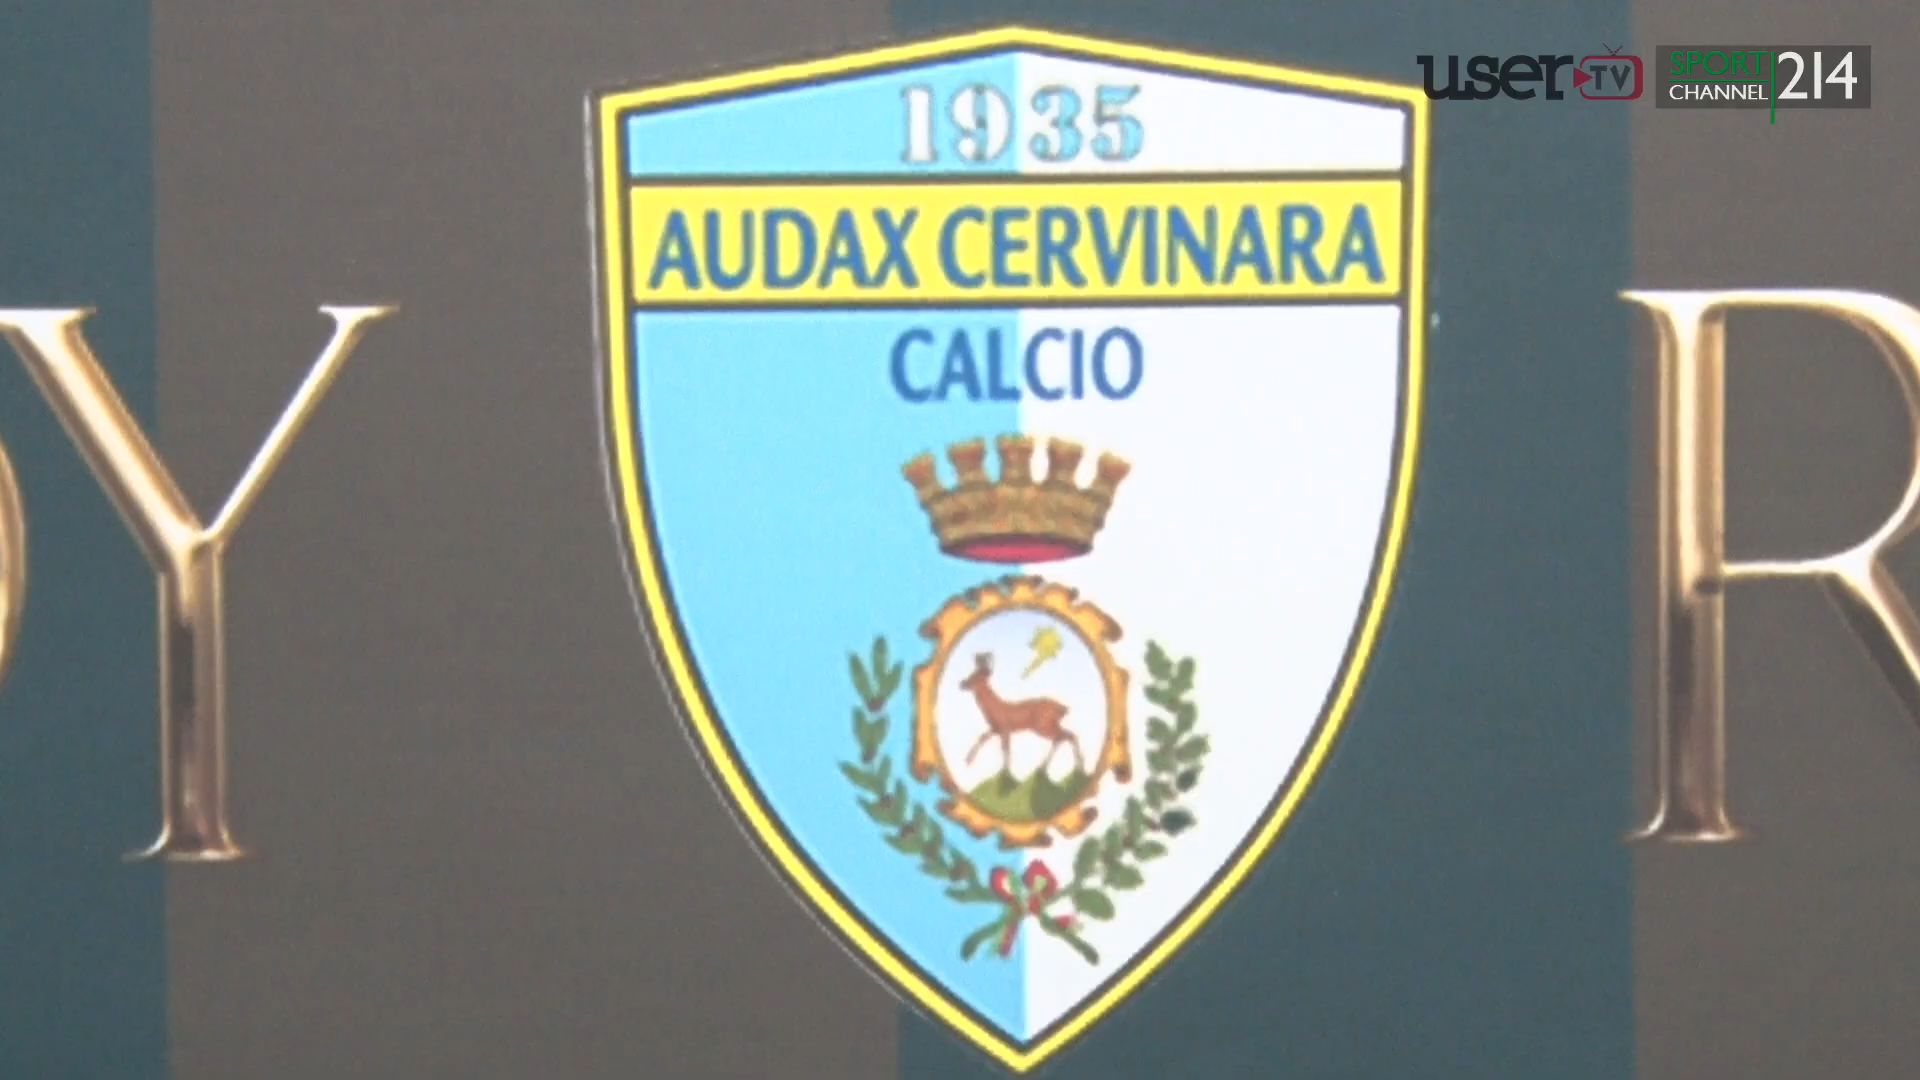 user TV SPORT CHANNEL 214
1935
AUDAX CERVINARA
CALCIO
Y R